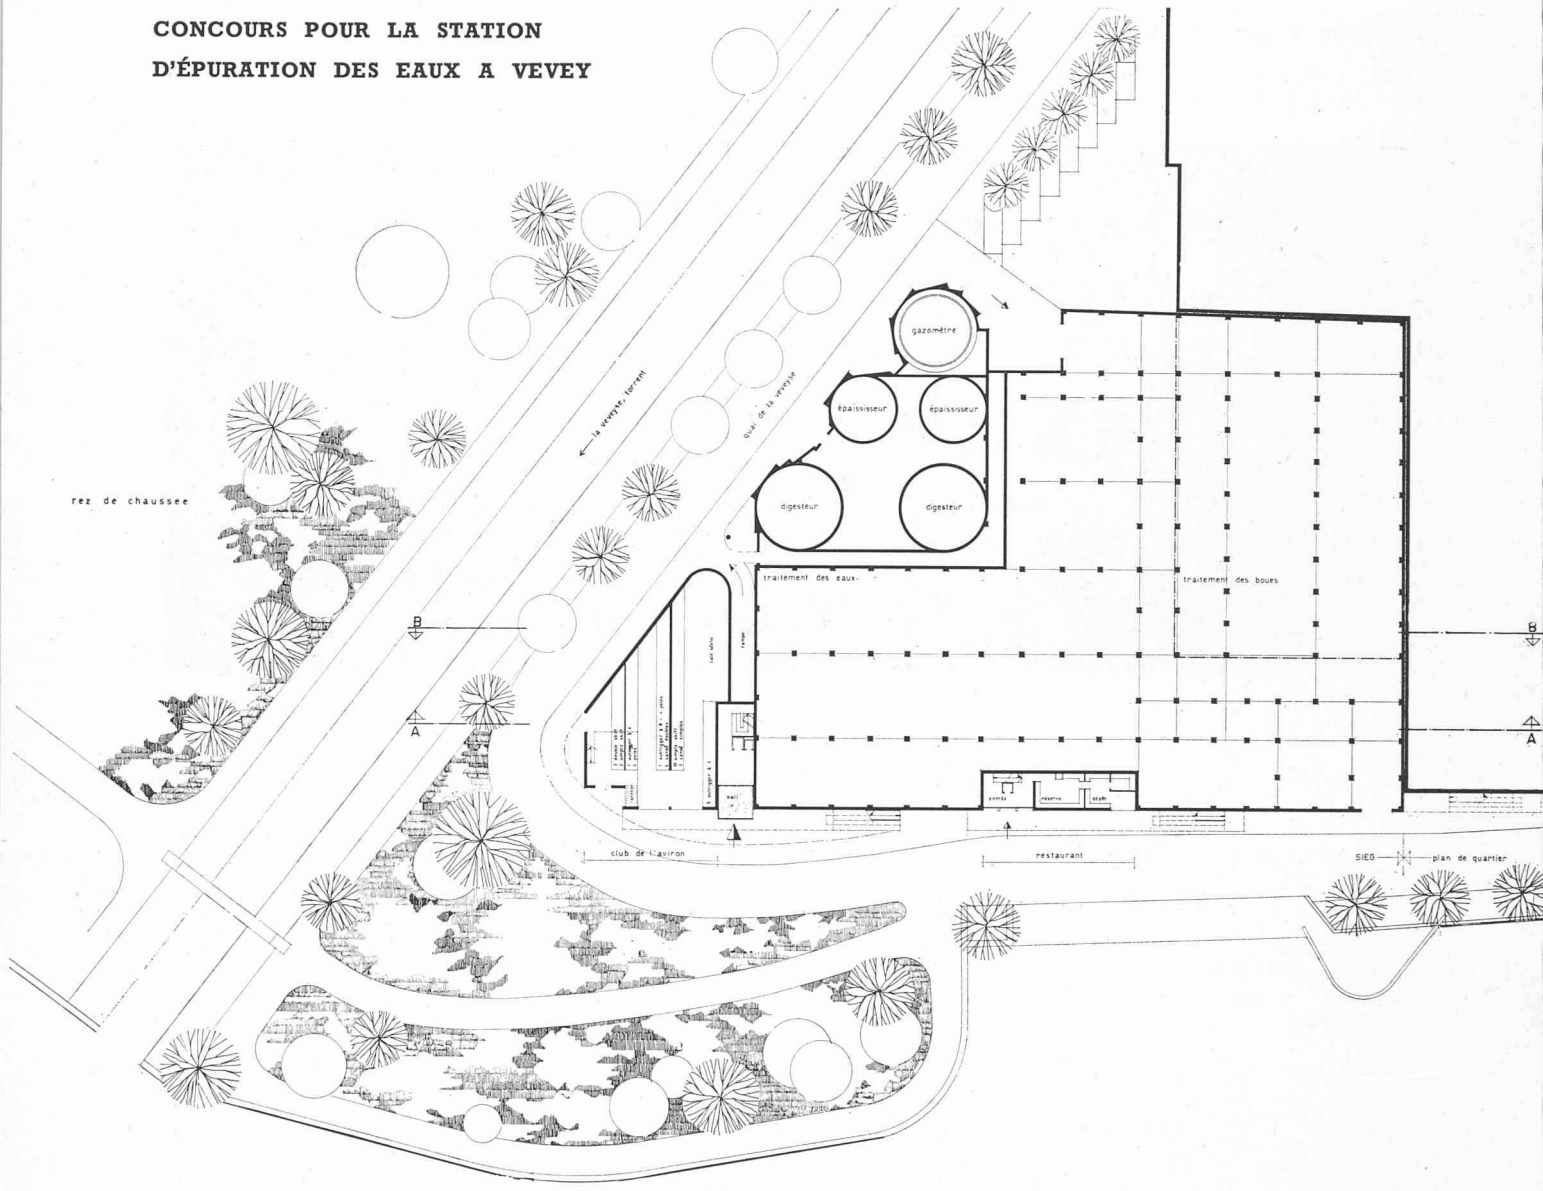 CONCOURS POUR LA STATION
D'ÉPURATION DES EAUX A VEVEY
gazomètre
la veveyse, torrent
quai de la veveyse
épaississeur
épaississeur
rez de chaussee
digesteur
digesteur
traitement des eaux.
traitement des boues
B
B
rampe
A
A
hall
entrée
réserve
dépôt
club de l'aviron
restaurant
SIEG
plan de quartier